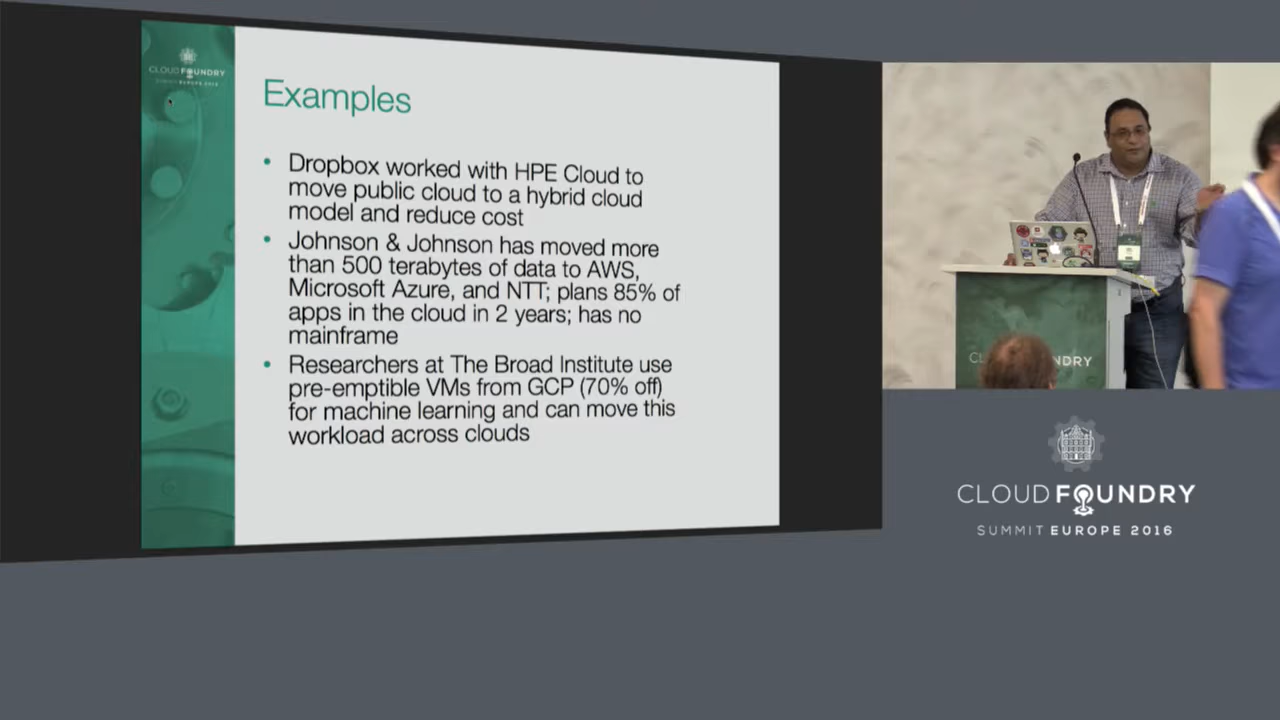 CLOUD FOUNDRY
SUMMIT EUROPE 2016
Examples
• Dropbox worked with HPE Cloud to
move public cloud to a hybrid cloud
model and reduce cost
• Johnson & Johnson has moved more
than 500 terabytes of data to AWS,
Microsoft Azure, and NTT; plans 85% of
apps in the cloud in 2 years; has no
mainframe
• Researchers at The Broad Institute use
pre-emptible VMs from GCP (70% off)
for machine learning and can move this
workload across clouds
NDRY
CLOUD FOUNDRY
SUMMIT EUROPE 2016